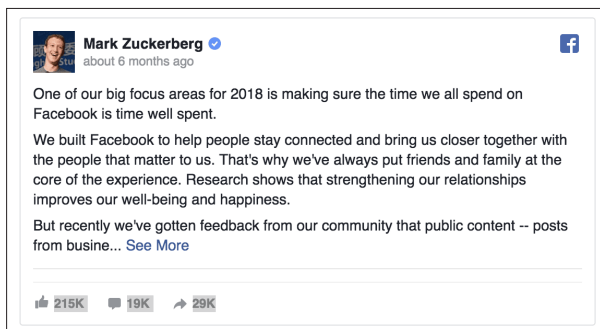 Mark Zuckerberg
about 6 months ago
One of our big focus areas for 2018 is making sure the time we all spend on
Facebook is time well spent.
We built Facebook to help people stay connected and bring us closer together with
the people that matter to us. That's why we've always put friends and family at the
core of the experience. Research shows that strengthening our relationships
improves our well-being and happiness.
But recently we've gotten feedback from our community that public content -- posts
from busine... See More
215K 19K 29K